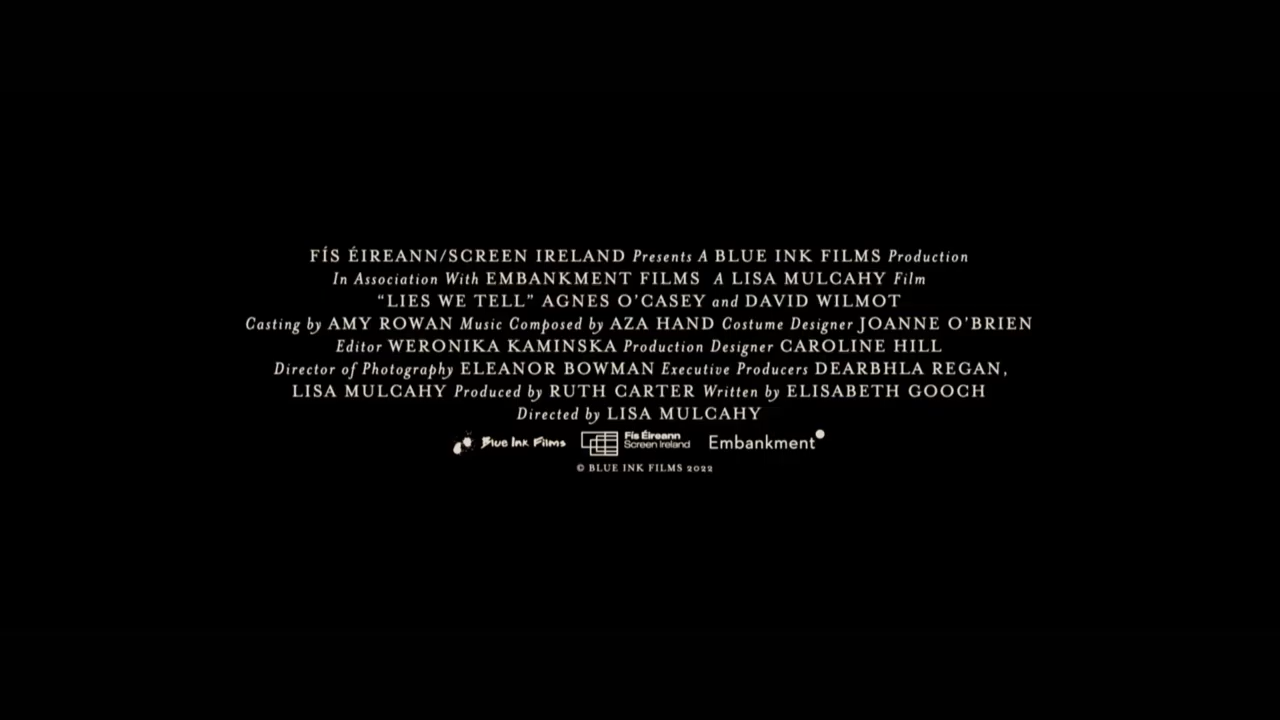 FÍS ÉIREANN/SCREEN IRELAND Presents A BLUE INK FILMS Production
In Association With EMBANKMENT FILMS A LISA MULCAHY Film
“LIES WE TELL” AGNES O’CASEY and DAVID WILMOT
Casting by AMY ROWAN Music Composed by AZA HAND Costume Designer JOANNE O’BRIEN
Editor WERONIKA KAMINSKA Production Designer CAROLINE HILL
Director of Photography ELEANOR BOWMAN Executive Producers DEARBHLA REGAN,
LISA MULCAHY Produced by RUTH CARTER Written by ELISABETH GOOCH
Directed by LISA MULCAHY
Blue Ink Films Fís Éireann Screen Ireland Embankment
© BLUE INK FILMS 2022